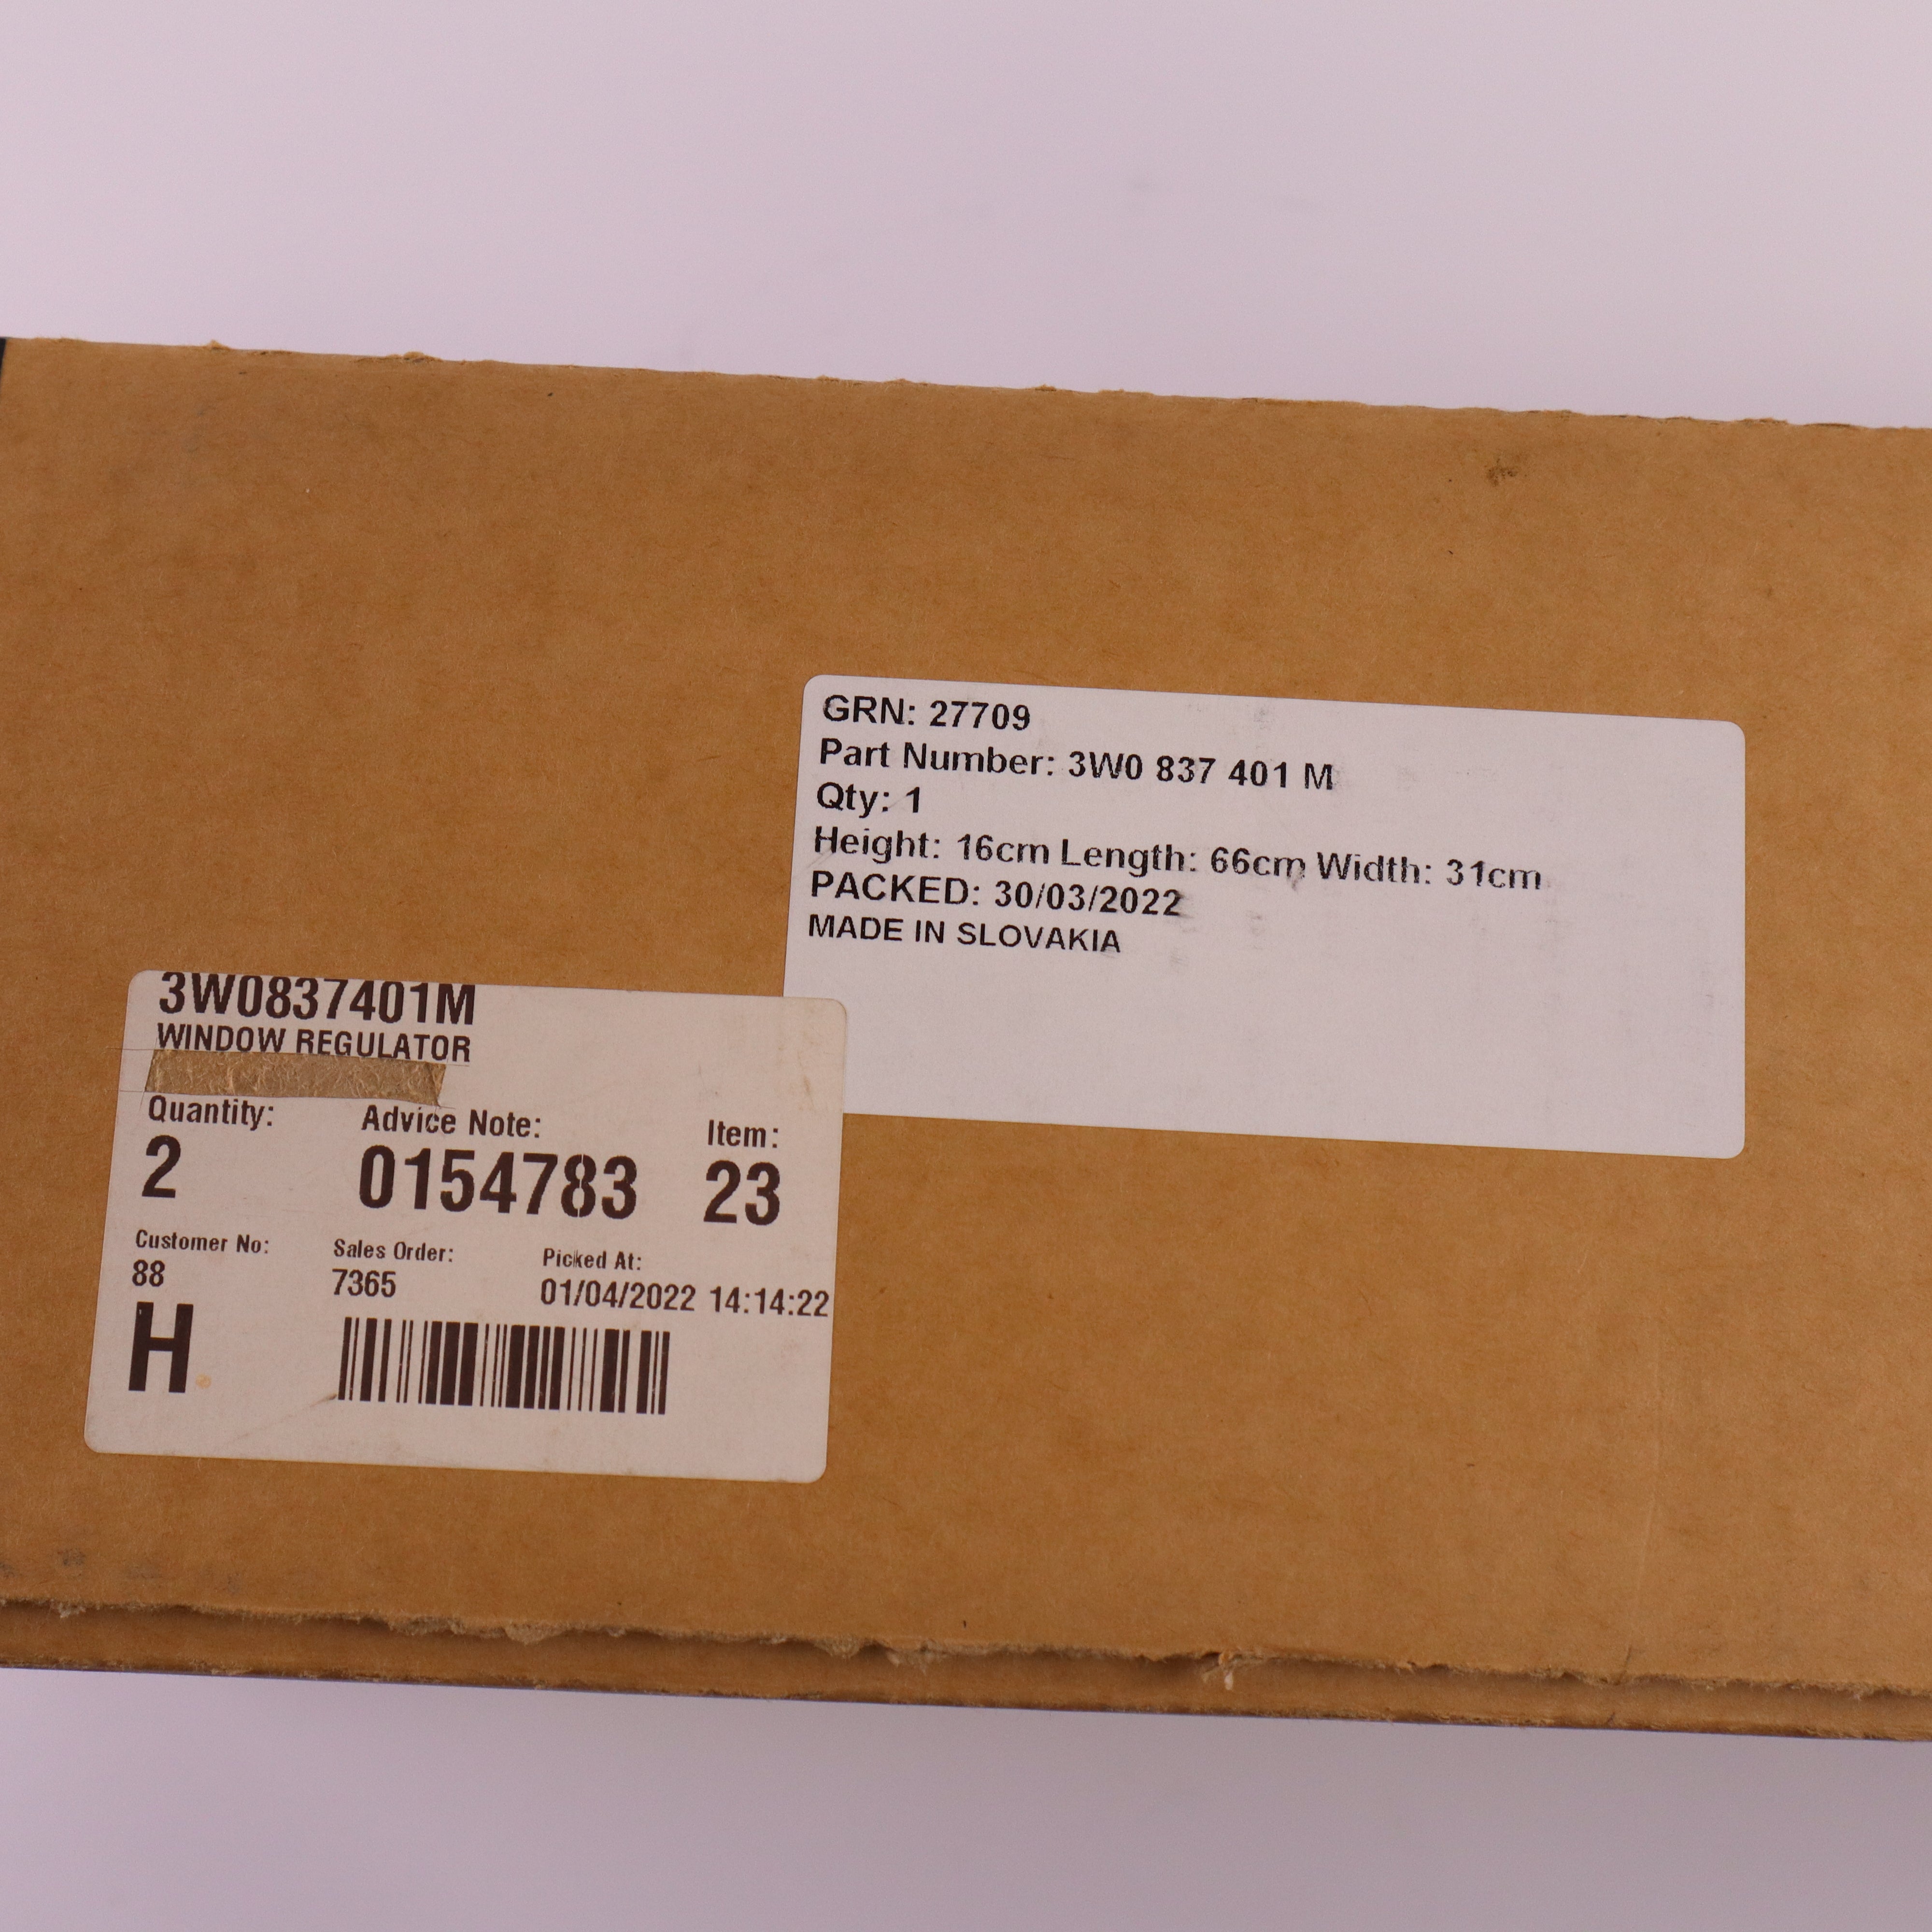 GRN: 27709
Part Number: 3W0 837 401 M
Qty: 1
Height: 16cm Length: 66cm Width: 31cm
PACKED: 30/03/2022
MADE IN SLOVAKIA
3W0837401M
WINDOW REGULATOR
Quantity: Advice Note: Item:
2 0154783 23
Customer No: Sales Order: Picked At:
88 7365 01/04/2022 14:14:22
H